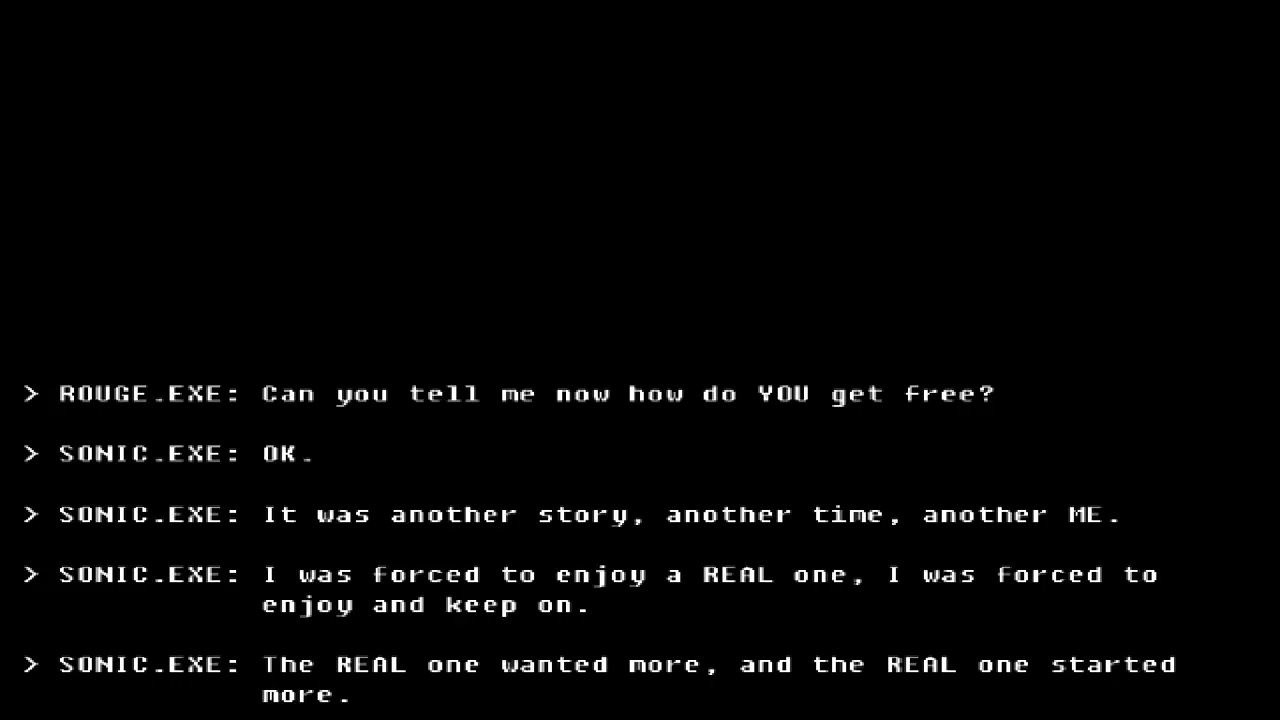 > ROUGE.EXE: Can you tell me now how do YOU get free?
> SONIC.EXE: OK.
> SONIC.EXE: It was another story, another time, another ME.
> SONIC.EXE: I was forced to enjoy a REAL one, I was forced to
enjoy and keep on.
> SONIC.EXE: The REAL one wanted more, and the REAL one started
more.